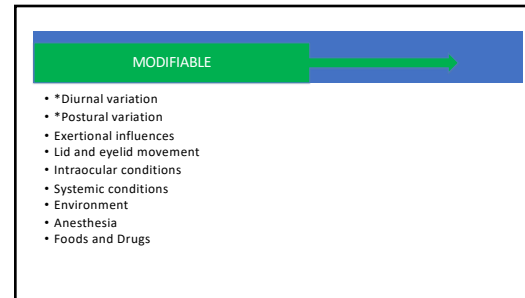 MODIFIABLE
• *Diurnal variation
• *Postural variation
• Exertional influences
• Lid and eyelid movement
• Intraocular conditions
• Systemic conditions
• Environment
• Anesthesia
• Foods and Drugs